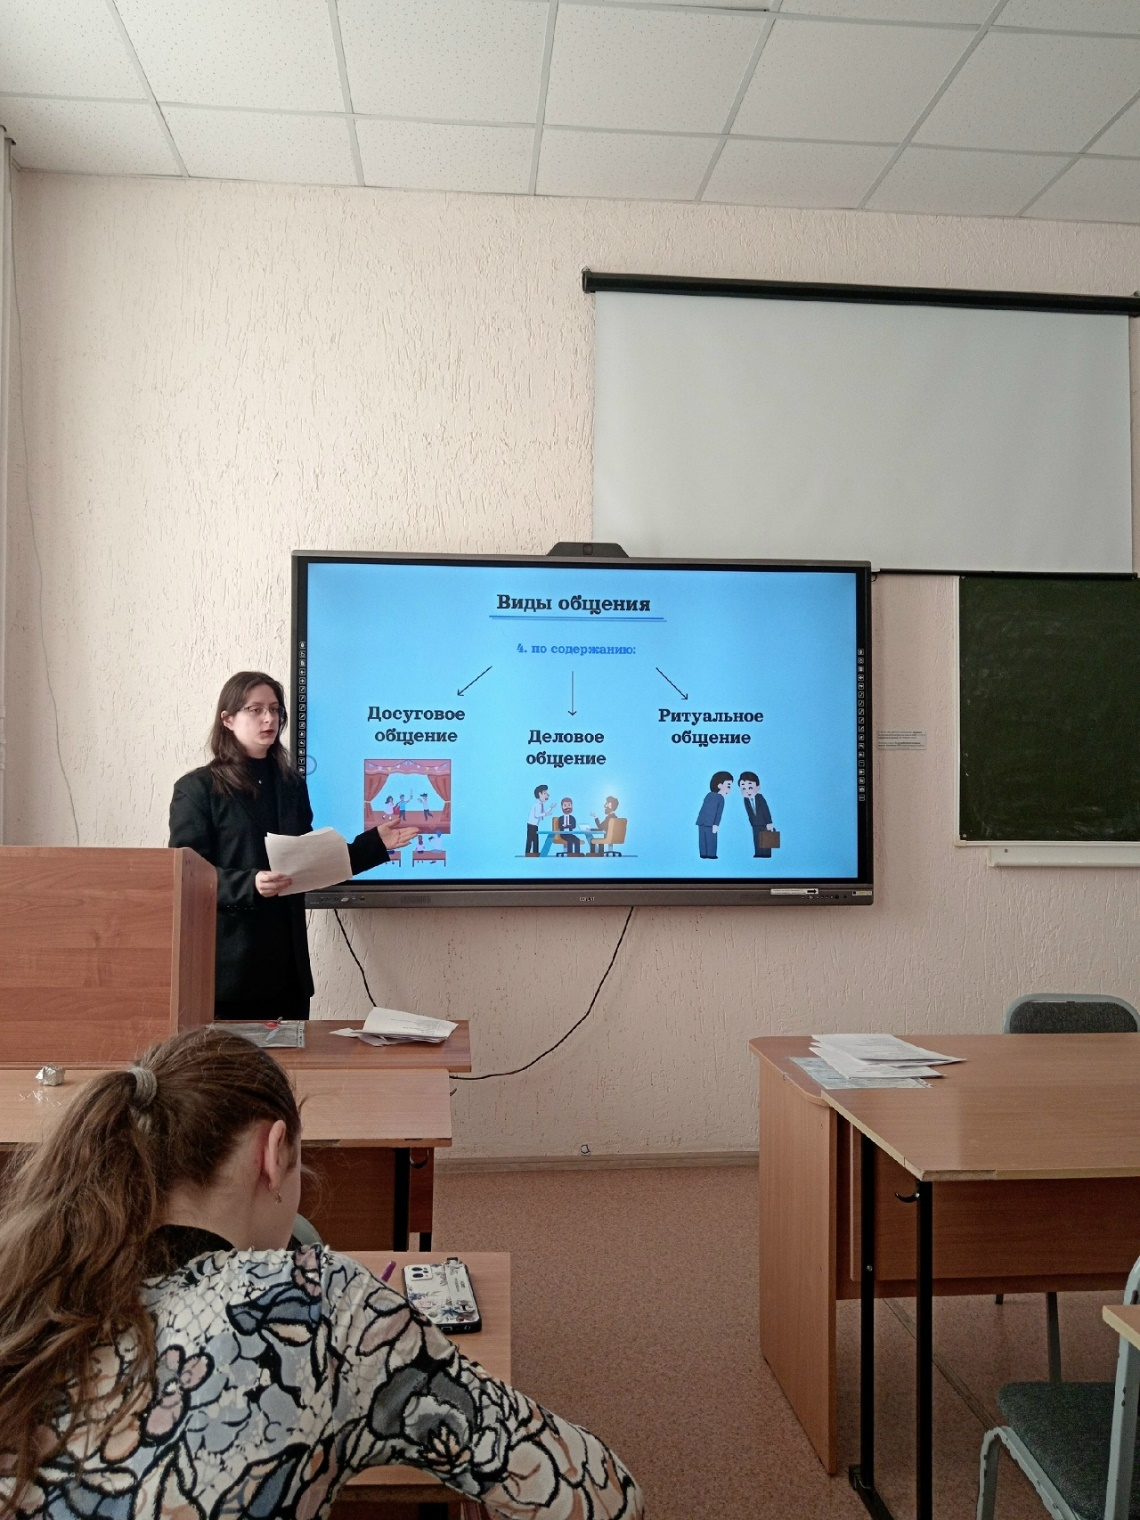 Виды общения
4. по содержанию:
Досуговое
общение
Деловое
общение
Ритуальное
общение